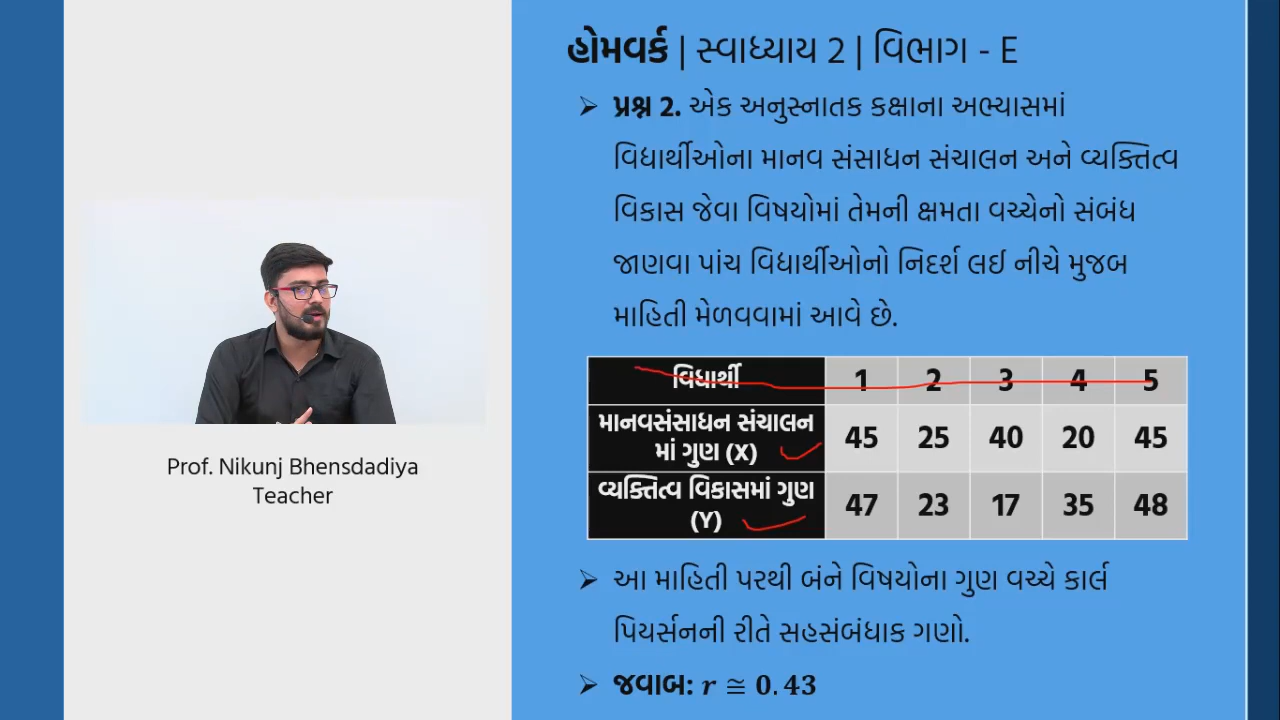 હોમવર્ક | સ્વાધ્યાય 2 | વિભાગ - E
➢ પ્રશ્ન 2. એક અનુસ્નાતક કક્ષાના અભ્યાસમાં
વિદ્યાર્થીઓના માનવ સંસાધન સંચાલન અને વ્યક્તિત્વ
વિકાસ જેવા વિષયોમાં તેમની ક્ષમતા વચ્ચેનો સંબંધ
જાણવા પાંચ વિદ્યાર્થીઓનો નિદર્શ લઈ નીચે મુજબ
માહિતી મેળવવામાં આવે છે.
વિધાર્થી 1 2 3 4 5
માનવસંસાધન સંચાલન
માં ગુણ (X) 45 25 40 20 45
વ્યક્તિત્વ વિકાસમાં ગુણ
(Y) 47 23 17 35 48
➢ આ માહિતી પરથી બંને વિષયોના ગુણ વચ્ચે કાર્લ
પિયર્સનની રીતે સહસંબંધાક ગણો.
➢ જવાબ: r ≅ 0.43
Prof. Nikunj Bhensdadiya
Teacher